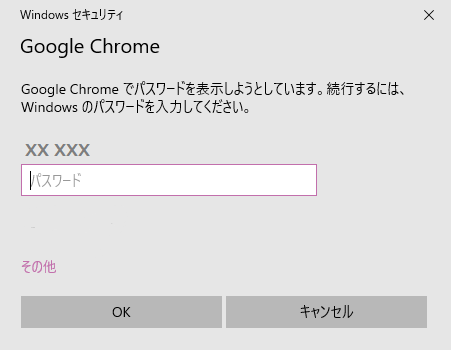 Windows セキュリティ
Google Chrome
Google Chrome でパスワードを表示しようとしています。続行するには、
Windows のパスワードを入力してください。
XX XXX
パスワード
その他
OK
キャンセル